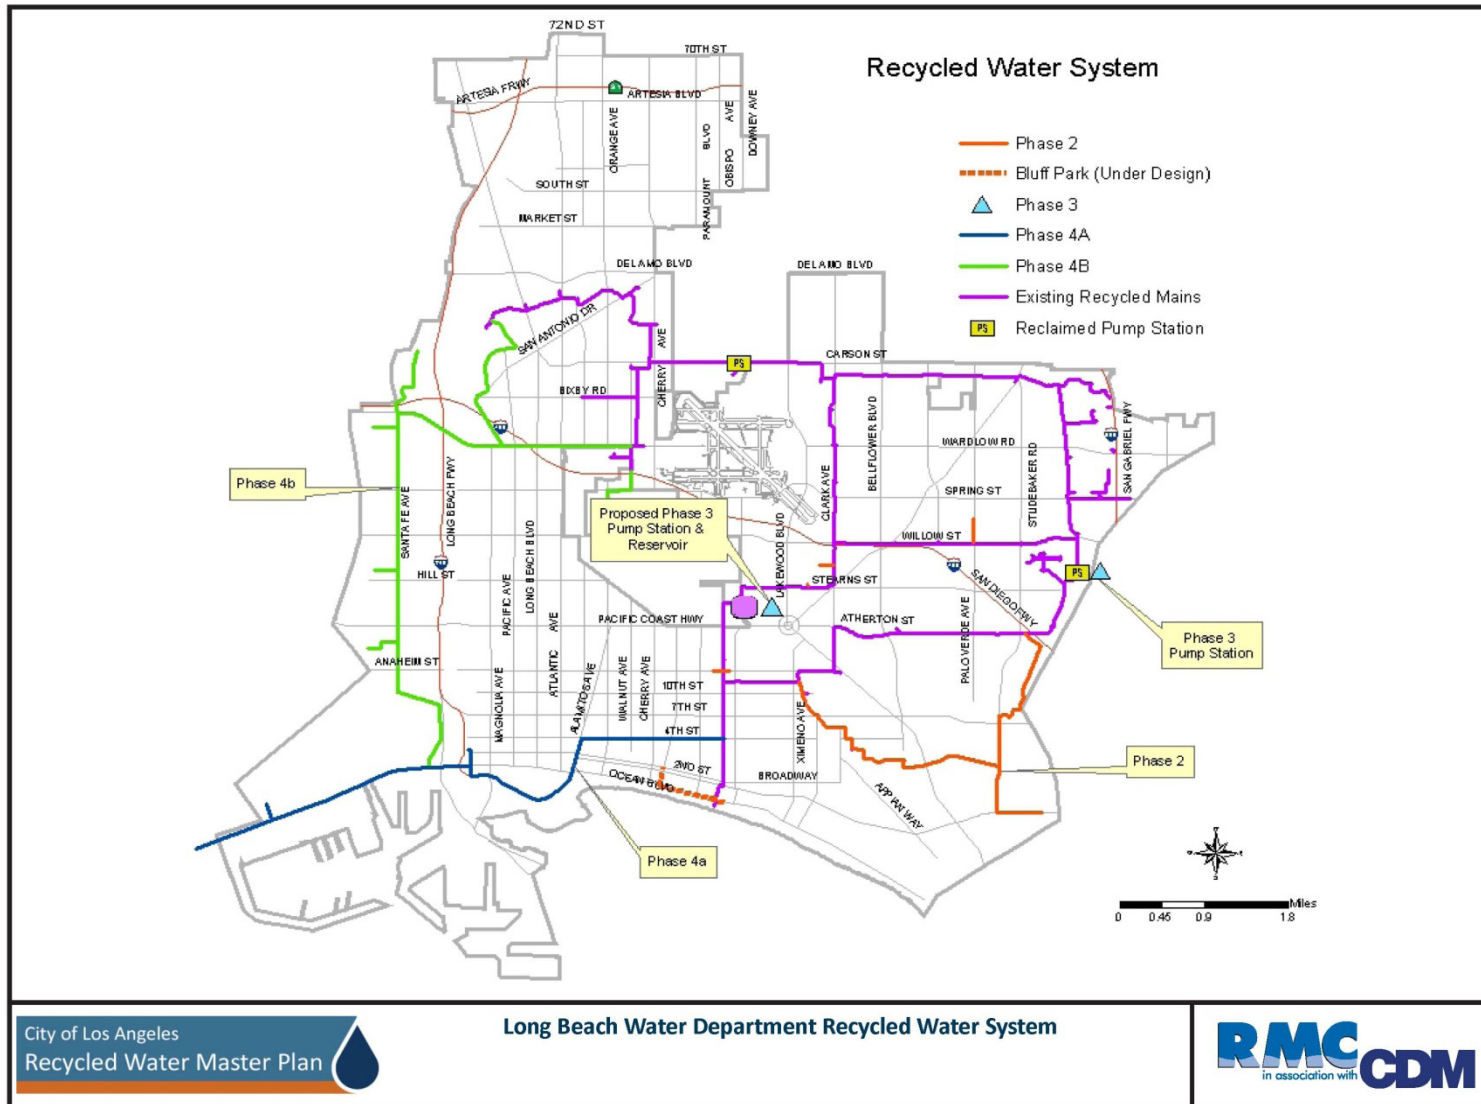 72ND ST
70TH ST
Recycled Water System
ARTESIA FRWY
ARTESIA BLVD
ORANGE AVE
PARAMOUNT BLVD
OBISPO AVE
DOWNEY AVE
Phase 2
Bluff Park (Under Design)
Phase 3
Phase 4A
Phase 4B
Existing Recycled Mains
PS
Reclaimed Pump Station
SOUTH ST
MARKET ST
DEL AMO BLVD
DEL AMO BLVD
SAN ANTONIO DR
CHERRY AVE
PS
CARSON ST
BIXBY RD
BELLFLOWER BLVD
WARDLOW RD
STUDEBAKER RD
SAN GABRIEL FWY
Phase 4b
SANTA FE AVE
LONG BEACH FWY
CLARK AVE
SPRING ST
Proposed Phase 3
Pump Station &
Reservoir
LAKEWOOD BLVD
WILLOW ST
HILL ST
PACIFIC AVE
LONG BEACH BLVD
STEARNS ST
SAN DIEGO FWY
PS
ATLANTIC AVE
PACIFIC COAST HWY
ATHERTON ST
PALO VERDE AVE
Phase 3
Pump Station
ANAHEIM ST
MAGNOLIA AVE
ALAMITOS AVE
WALNUT AVE
CHERRY AVE
10TH ST
7TH ST
4TH ST
XIMENO AVE
2ND ST
OCEAN BLVD
BROADWAY
APPIAN WAY
Phase 2
Phase 4a
Miles
0 0.45 0.9 1.8
City of Los Angeles
Recycled Water Master Plan
Long Beach Water Department Recycled Water System
RMC
in association with
CDM